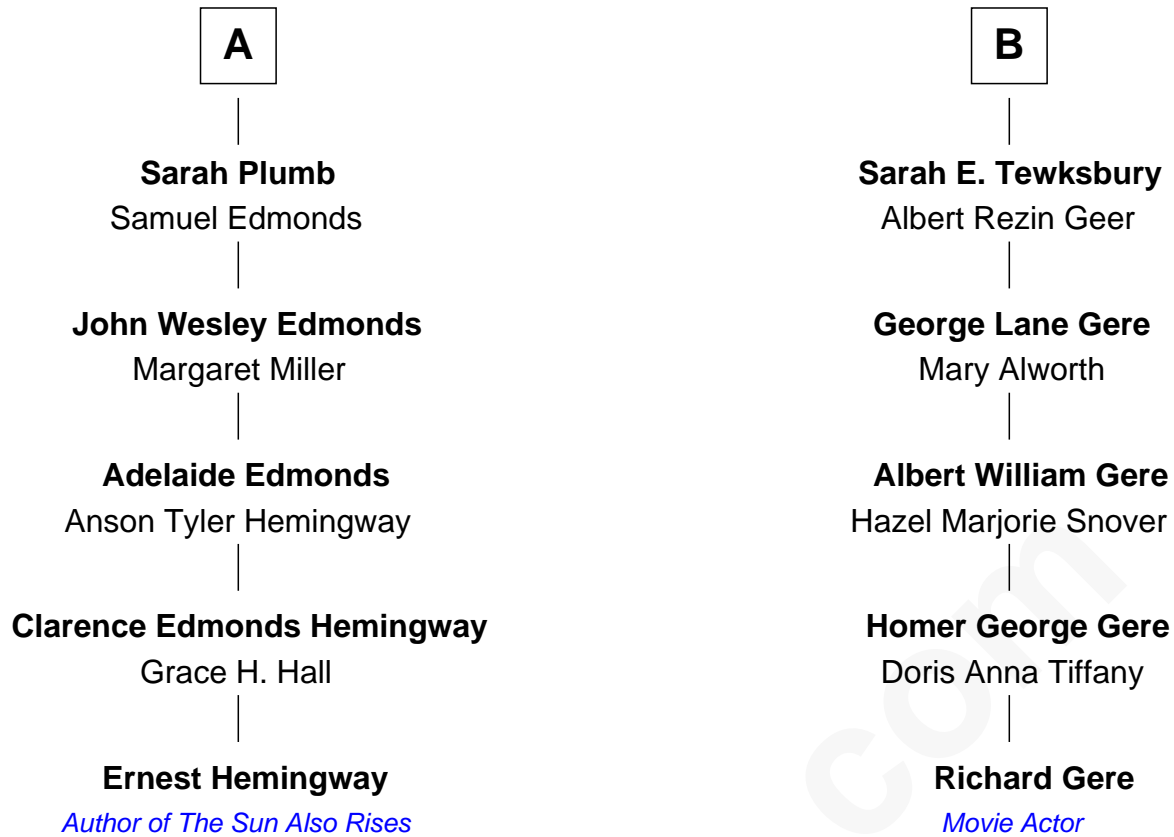 A
Sarah Plumb
Samuel Edmonds
John Wesley Edmonds
Margaret Miller
Adelaide Edmonds
Anson Tyler Hemingway
Clarence Edmonds Hemingway
Grace H. Hall
Ernest Hemingway
Author of The Sun Also Rises
B
Sarah E. Tewksbury
Albert Rezin Geer
George Lane Gere
Mary Alworth
Albert William Gere
Hazel Marjorie Snover
Homer George Gere
Doris Anna Tiffany
Richard Gere
Movie Actor
com